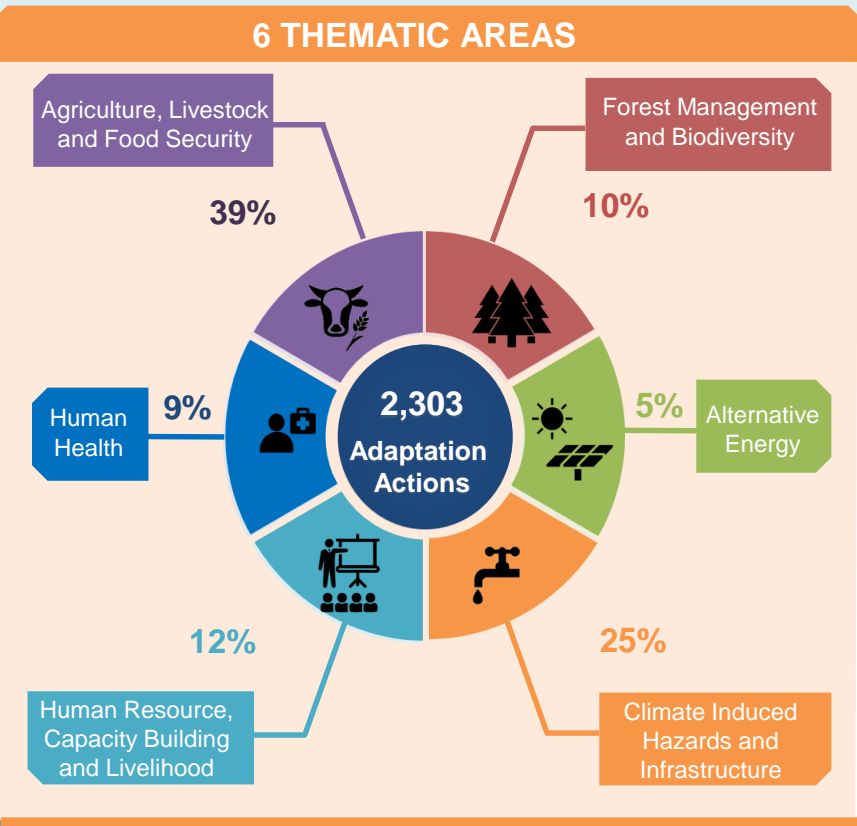 6 THEMATIC AREAS
Agriculture, Livestock
and Food Security
39%
Forest Management
and Biodiversity
10%
Human
Health
9%
2,303
Adaptation
Actions
5%
Alternative
Energy
12%
Human Resource,
Capacity Building
and Livelihood
25%
Climate Induced
Hazards and
Infrastructure